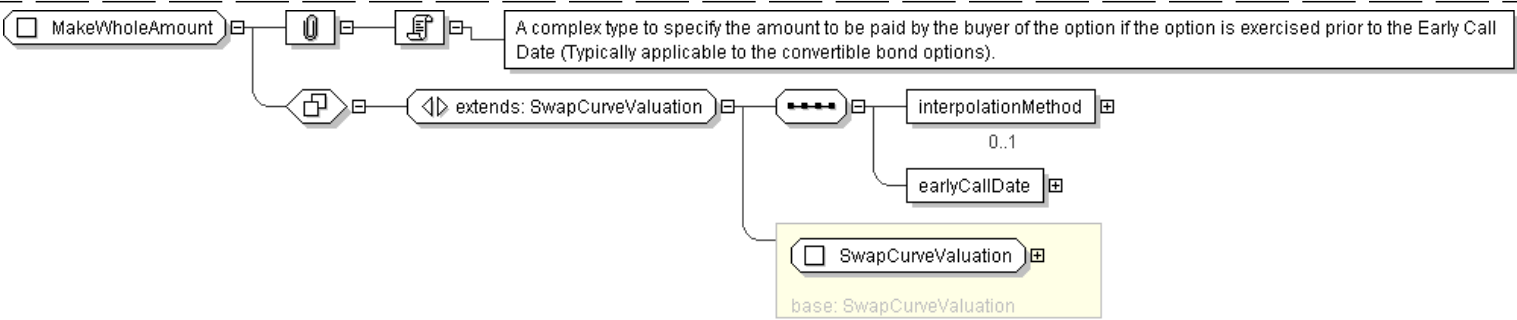 MakeWholeAmount
A complex type to specify the amount to be paid by the buyer of the option if the option is exercised prior to the Early Call
Date (Typically applicable to the convertible bond options).
extends: SwapCurveValuation
interpolationMethod
0..1
earlyCallDate
SwapCurveValuation
base: SwapCurveValuation